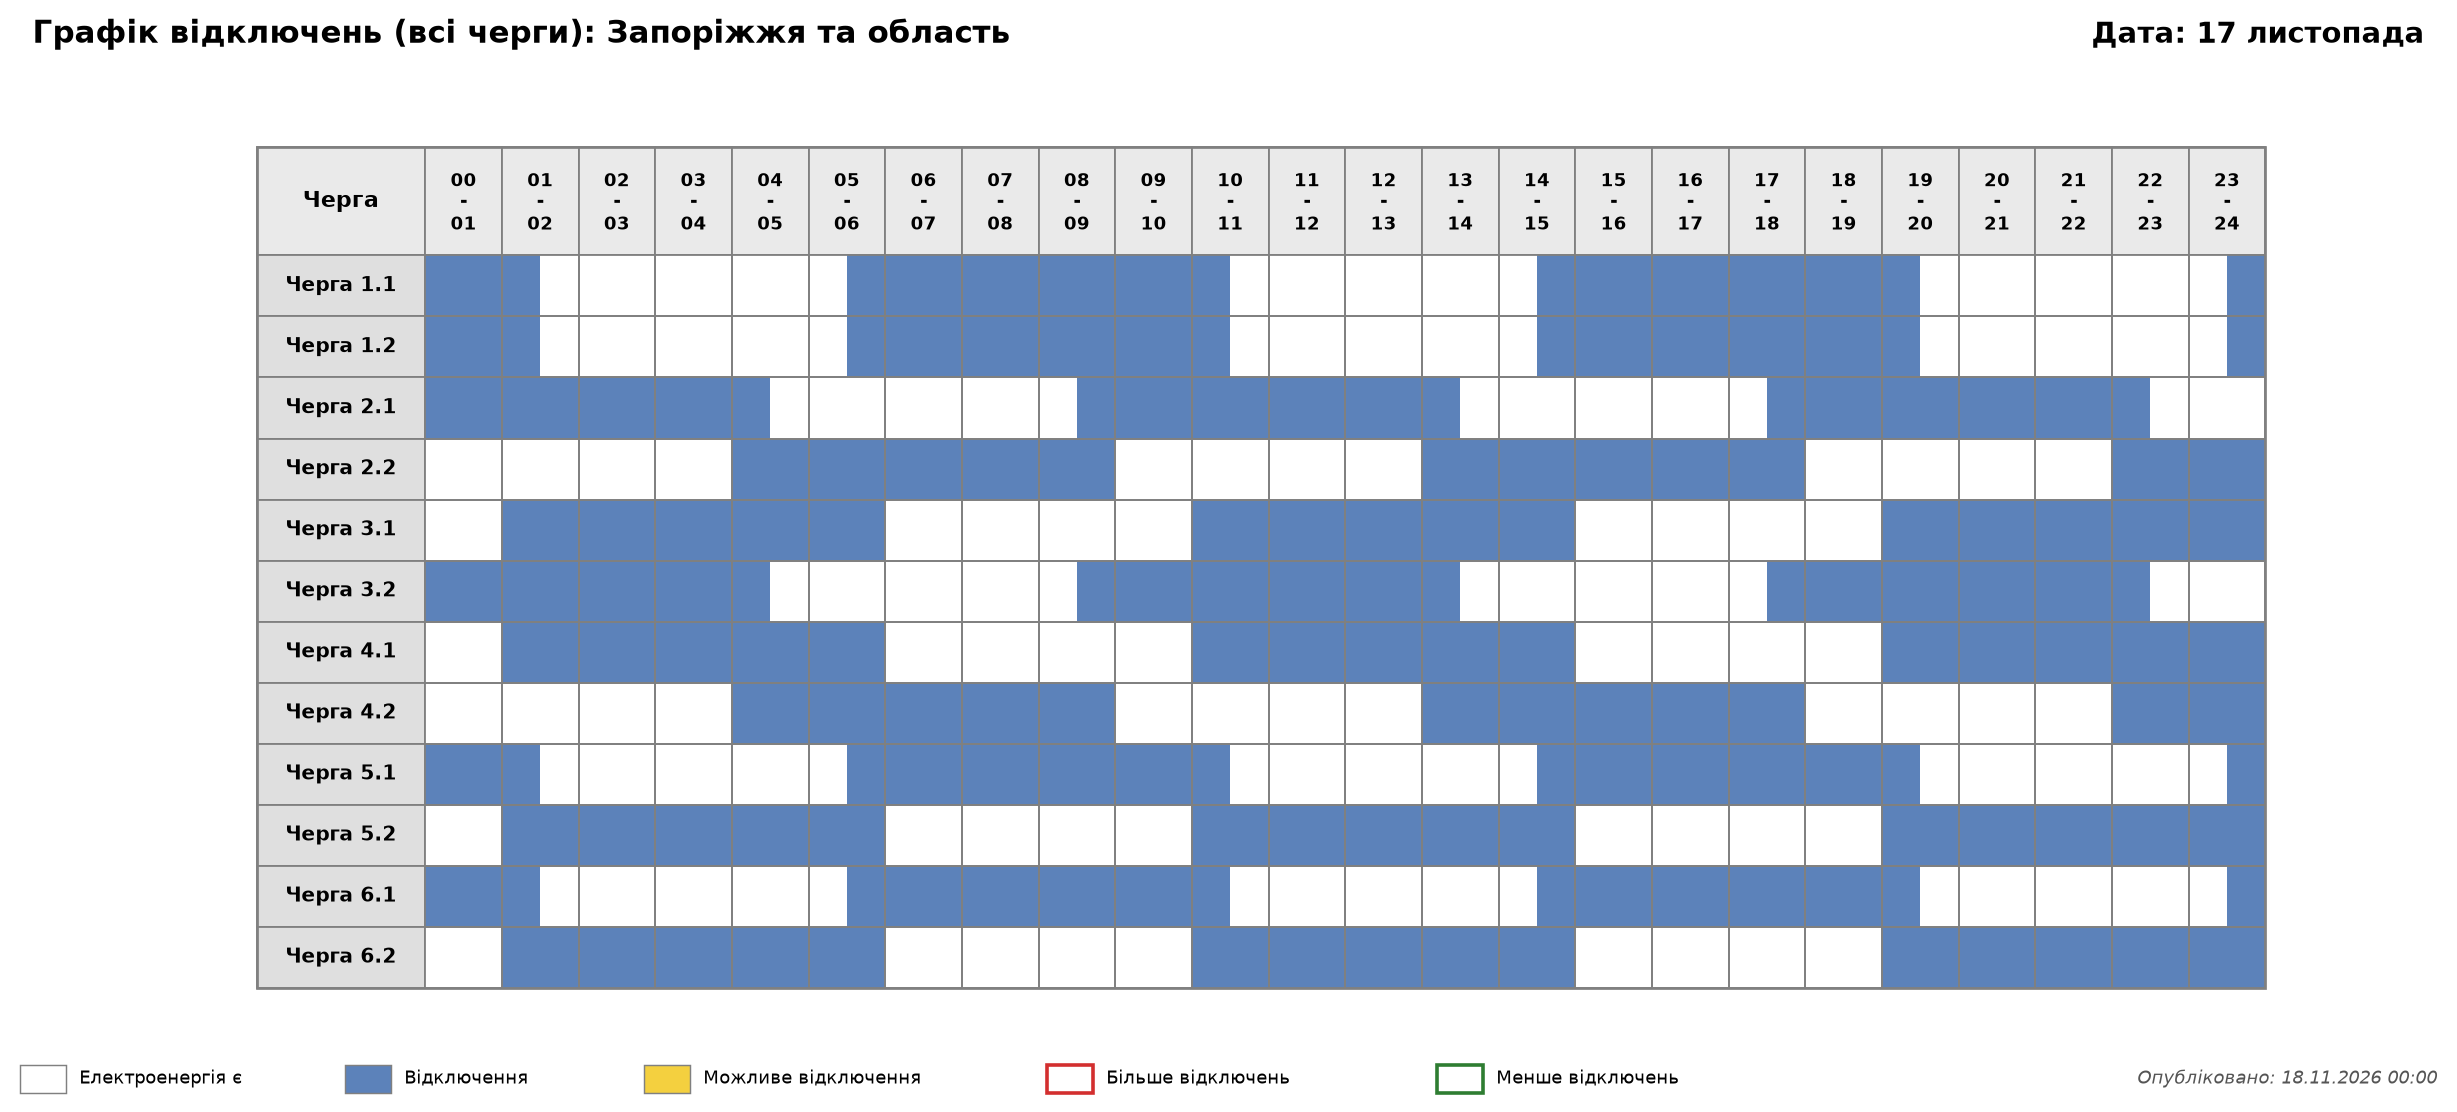 Графік відключень (всі черги): Запоріжжя та область
Дата: 17 листопада
Черга 00 - 01 01 - 02 02 - 03 03 - 04 04 - 05 05 - 06 06 - 07 07 - 08 08 - 09 09 - 10 10 - 11 11 - 12 12 - 13 13 - 14 14 - 15 15 - 16 16 - 17 17 - 18 18 - 19 19 - 20 20 - 21 21 - 22 22 - 23 23 - 24
Черга 1.1
Черга 1.2
Черга 2.1
Черга 2.2
Черга 3.1
Черга 3.2
Черга 4.1
Черга 4.2
Черга 5.1
Черга 5.2
Черга 6.1
Черга 6.2
Електроенергія є
Відключення
Можливе відключення
Більше відключень
Менше відключень
Опубліковано: 18.11.2026 00:00